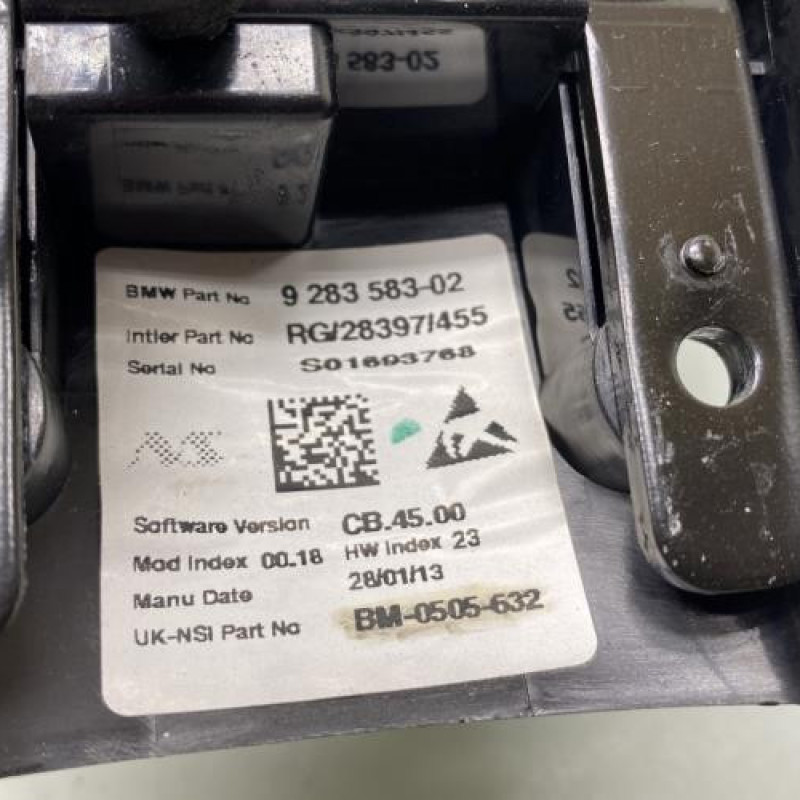 583-02
BMW Part No 9 283 583-02
Intier Part No RG/28397/455
Serial No S01693768
Software Version CB.45.00
Mod Index 00.18 HW Index 23
Manu Date 28/01/13
UK-NSI Part No BM-0505-632